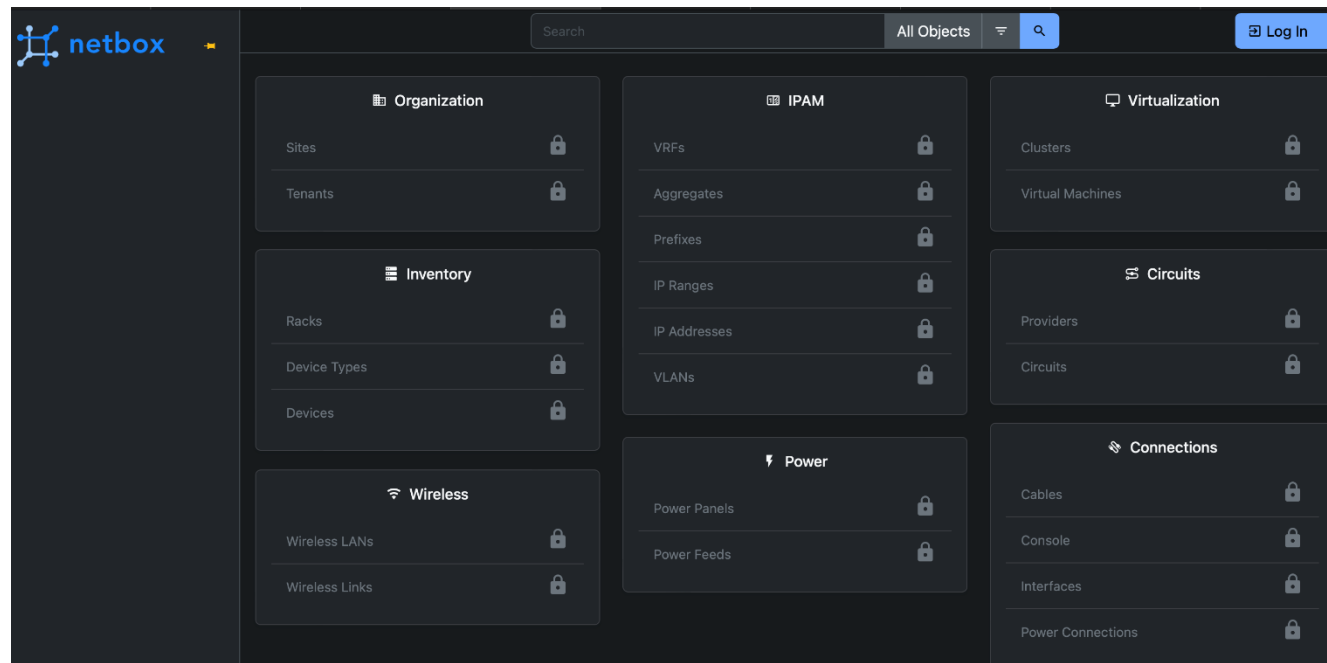 netbox
Search
All Objects
Log In
Organization
Sites
Tenants
Inventory
Racks
Device Types
Devices
Wireless
Wireless LANs
Wireless Links
IPAM
VRFs
Aggregates
Prefixes
IP Ranges
IP Addresses
VLANs
Power
Power Panels
Power Feeds
Virtualization
Clusters
Virtual Machines
Circuits
Providers
Circuits
Connections
Cables
Console
Interfaces
Power Connections